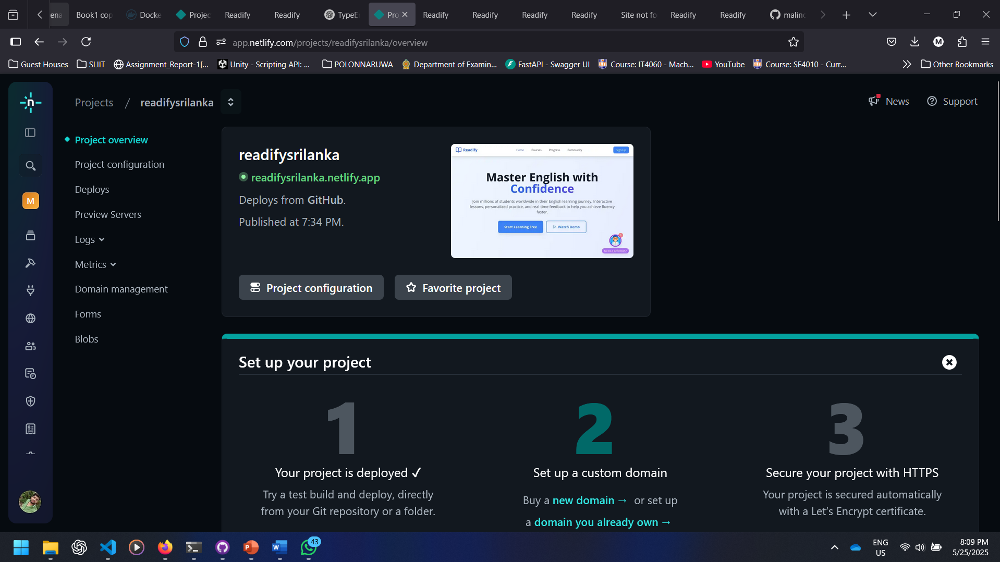 Book1 cop
Docke
Projec
Readify
Readify
TypeEr
Pro
Readify
Readify
Readify
Readify
Site not fo
Readify
Readify
malin
app.netlify.com/projects/readifysrilanka/overview
M
Guest Houses
SLIIT
Assignment_Report-1[...
Unity - Scripting API: ...
POLONNARUWA
Department of Examin...
FastAPI - Swagger UI
Course: IT4060 - Mach...
YouTube
Course: SE4010 - Curr...
Other Bookmarks
n
Projects / readifysrilanka
News
Support
M
Project overview
Project configuration
Deploys
Preview Servers
Logs
Metrics
Domain management
Forms
Blobs
readifysrilanka
readifysrilanka.netlify.app
Deploys from GitHub.
Published at 7:34 PM.
Readify
Home
Courses
Progress
Community
Sign Up
Master English with
Confidence
Join millions of students worldwide in their English learning journey. Interactive
lessons, personalized practice, and real-time feedback to help you achieve fluency
faster.
Start Learning Free
Watch Demo
Need a definition?
Project configuration
Favorite project
Set up your project
1
Your project is deployed ✓
Try a test build and deploy, directly
from your Git repository or a folder.
2
Set up a custom domain
Buy a new domain → or set up
a domain you already own →
3
Secure your project with HTTPS
Your project is secured automatically
with a Let's Encrypt certificate.
43
ENG
US
8:09 PM
5/25/2025